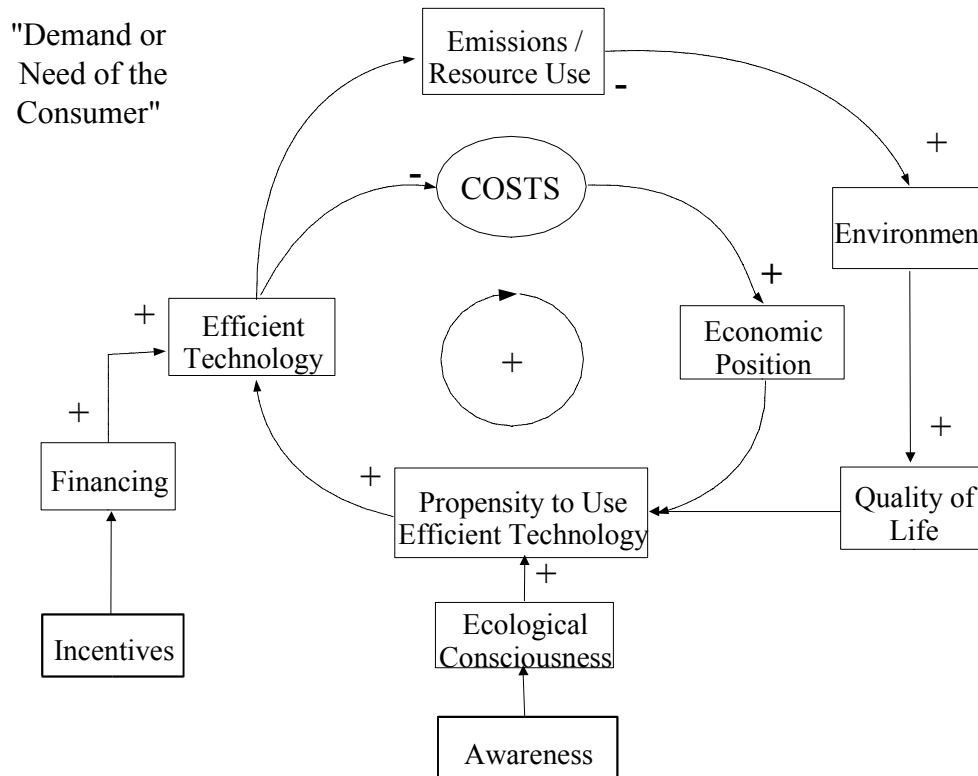 "Demand or
Need of the
Consumer"
Emissions /
Resource Use
-
+
-
COSTS
Environmen
+
+
Efficient
Technology
Economic
Position
+
+
+
Financing
+
Propensity to Use
Efficient Technology
Quality of
Life
+
Ecological
Consciousness
Incentives
Awareness